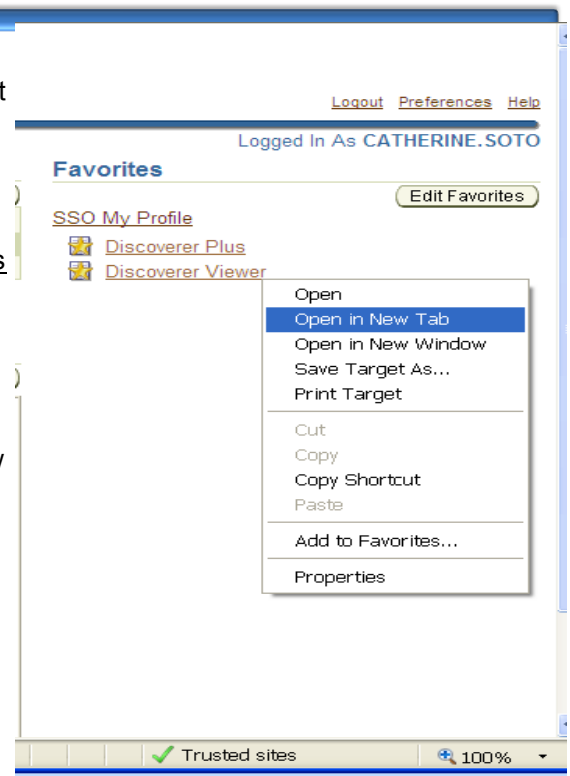 t
Logout Preferences Help
Logged In As CATHERINE.SOTO
Favorites
Edit Favorites
SSO My Profile
s
Discoverer Plus
Discoverer Viewer
Open
Open in New Tab
Open in New Window
Save Target As...
Print Target
Cut
Copy
Copy Shortcut
Paste
Add to Favorites...
Properties
Trusted sites
100%